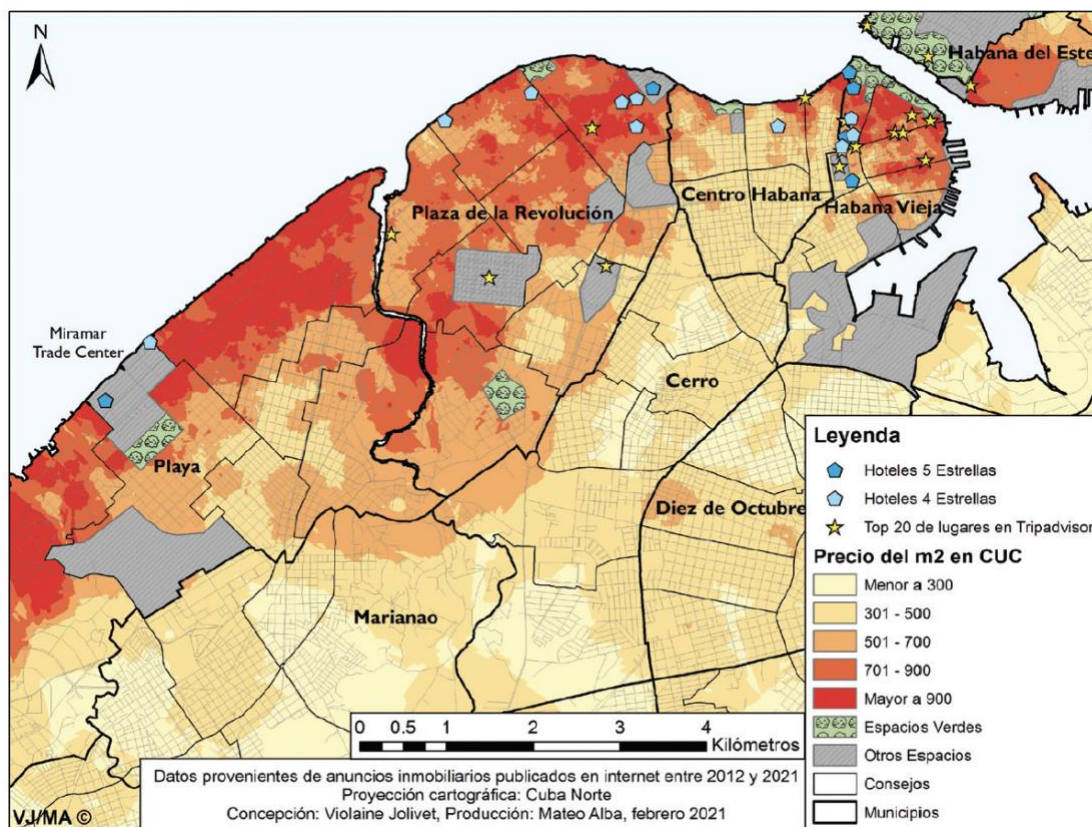 N
Habana del Este
Plaza de la Revolución
Centro Habana
Habana Vieja
Miramar
Trade Center
Playa
Cerro
Diez de Octubre
Marianao
Leyenda
Hoteles 5 Estrellas
Hoteles 4 Estrellas
Top 20 de lugares en Tripadvisor
Precio del m2 en CUC
Menor a 300
301 - 500
501 - 700
701 - 900
Mayor a 900
Espacios Verdes
Otros Espacios
Consejos
Municipios
0 0.5 1 2 3 4
Kilómetros
Datos provenientes de anuncios inmobiliarios publicados en internet entre 2012 y 2021
Proyección cartográfica: Cuba Norte
Concepción: Violaine Jolivet, Producción: Mateo Alba, febrero 2021
VJ/MA ©